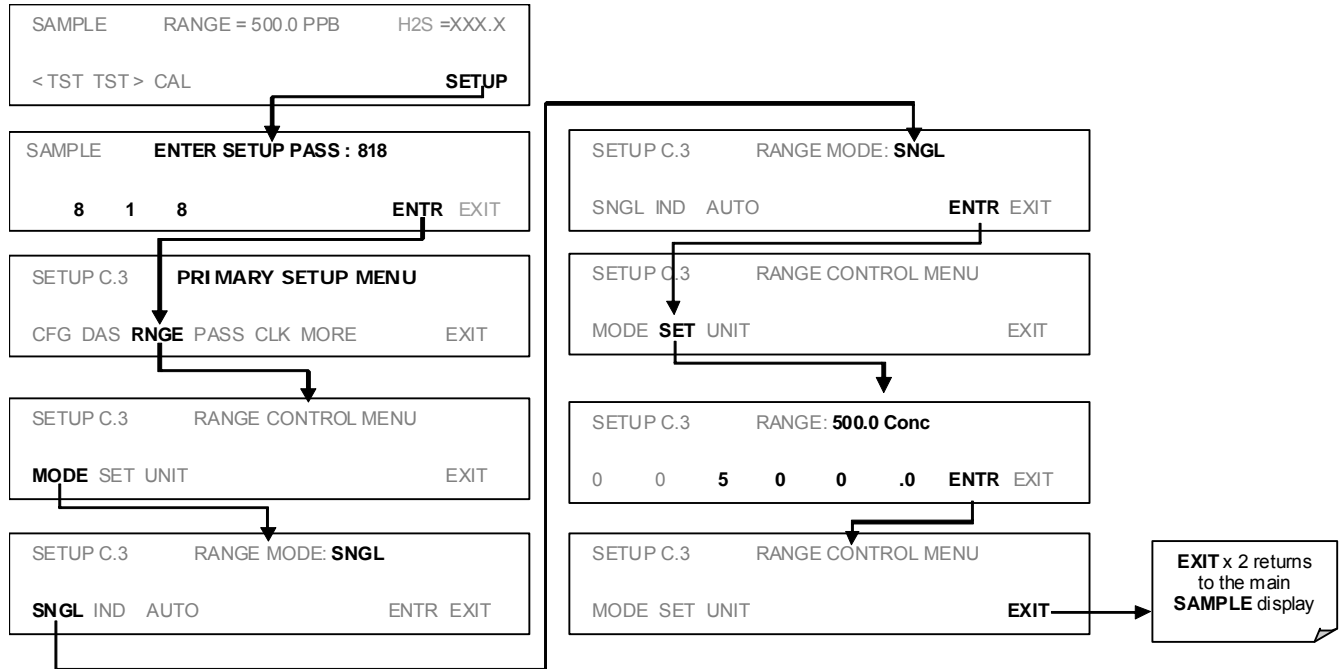 SAMPLE RANGE = 500.0 PPB H2S =XXX.X
< TST TST > CAL SETUP
SAMPLE ENTER SETUP PASS : 818
8 1 8 ENTR EXIT
SETUP C.3 PRIMARY SETUP MENU
CFG DAS RNGE PASS CLK MORE EXIT
SETUP C.3 RANGE CONTROL MENU
MODE SET UNIT EXIT
SETUP C.3 RANGE MODE: SNGL
SNGL IND AUTO ENTR EXIT
SETUP C.3 RANGE MODE: SNGL
SNGL IND AUTO ENTR EXIT
SETUP C.3 RANGE CONTROL MENU
MODE SET UNIT EXIT
SETUP C.3 RANGE: 500.0 Conc
0 0 5 0 0 .0 ENTR EXIT
SETUP C.3 RANGE CONTROL MENU
MODE SET UNIT EXIT
EXIT x 2 returns
to the main
SAMPLE display